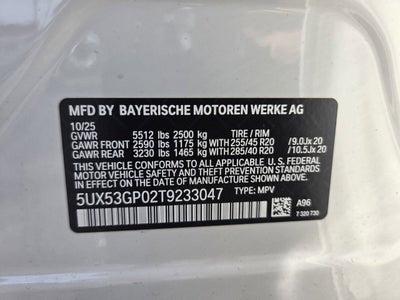 MFD BY BAYERISCHE MOTOREN WERKE AG
10/25
GVWR 5512 lbs 2500 kg TIRE / RIM
GAWR FRONT 2590 lbs 1175 kg WITH 255/45 R20 /9.0Jx 20
GAWR REAR 3230 lbs 1465 kg WITH 285/40 R20 /10.5Jx 20
THIS VEHICLE CONFORMS TO ALL APPLICABLE U.S. FEDERAL
MOTOR VEHICLE SAFETY AND THEFT PREVENTION STANDARDS
IN EFFECT ON THE DATE OF MANUFACTURE SHOWN ABOVE.
5UX53GP02T9233047 TYPE: MPV A96
7 320 730